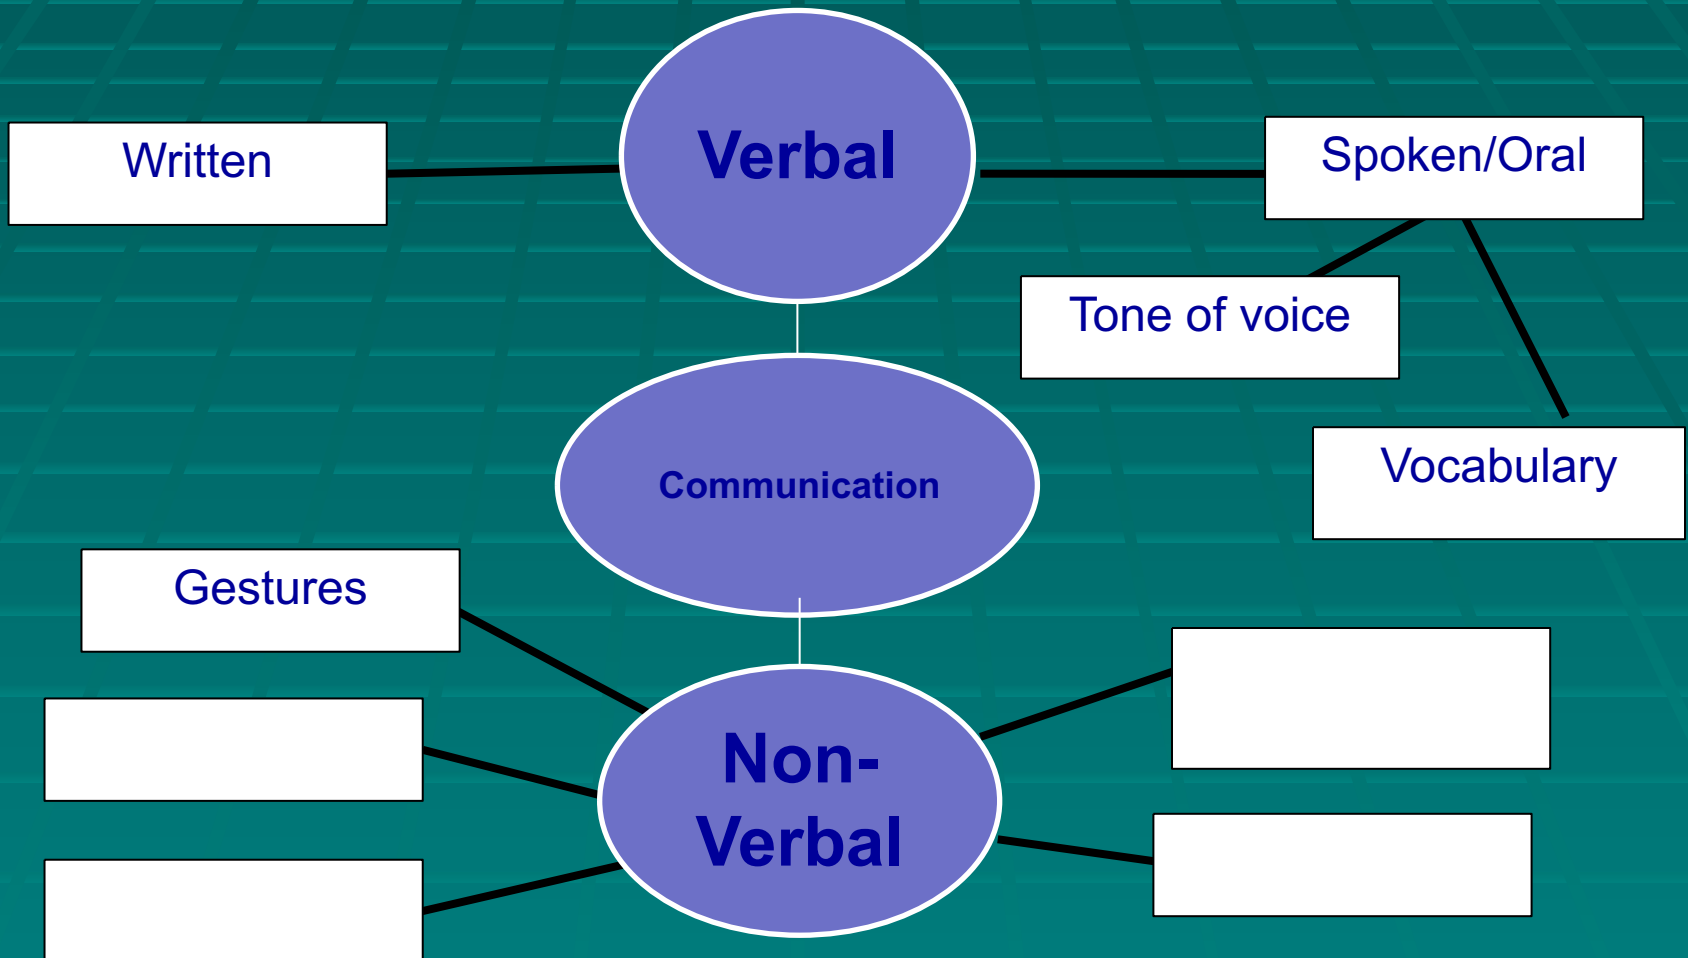 Verbal
Written
Spoken/Oral
Tone of voice
Communication
Vocabulary
Gestures
Non-
Verbal